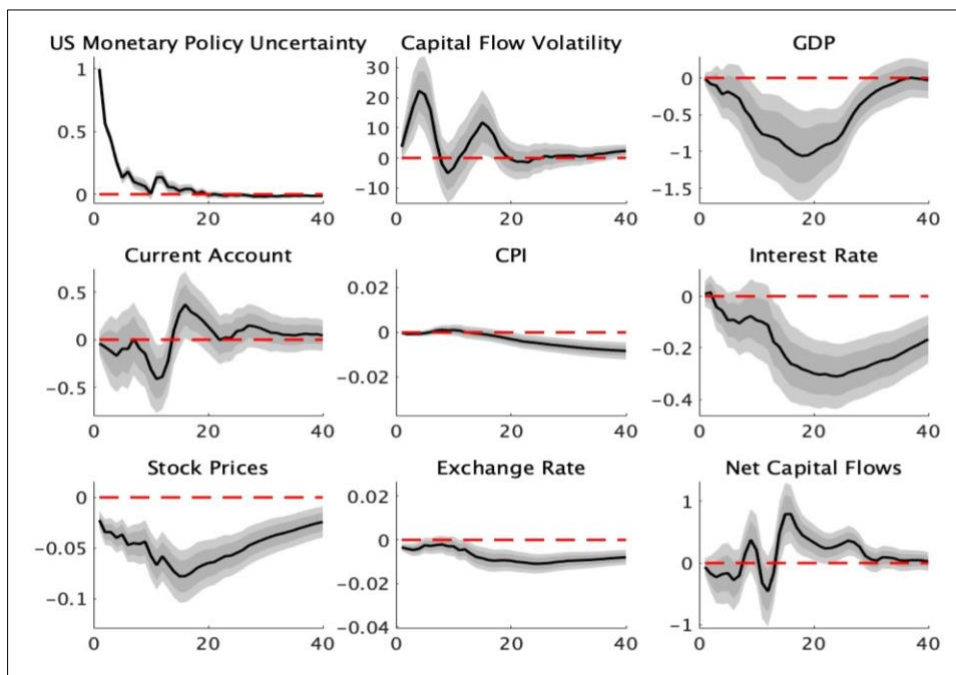 US Monetary Policy Uncertainty
1
0.5
0
0 20 40
Capital Flow Volatility
30
20
10
0
-10
0 20 40
GDP
0
-0.5
-1
-1.5
0 20 40
Current Account
0.5
0
-0.5
0 20 40
CPI
0.02
0
-0.02
0 20 40
Interest Rate
0
-0.2
-0.4
0 20 40
Stock Prices
0
-0.05
-0.1
0 20 40
Exchange Rate
0.02
0
-0.02
-0.04
0 20 40
Net Capital Flows
1
0
-1
0 20 40